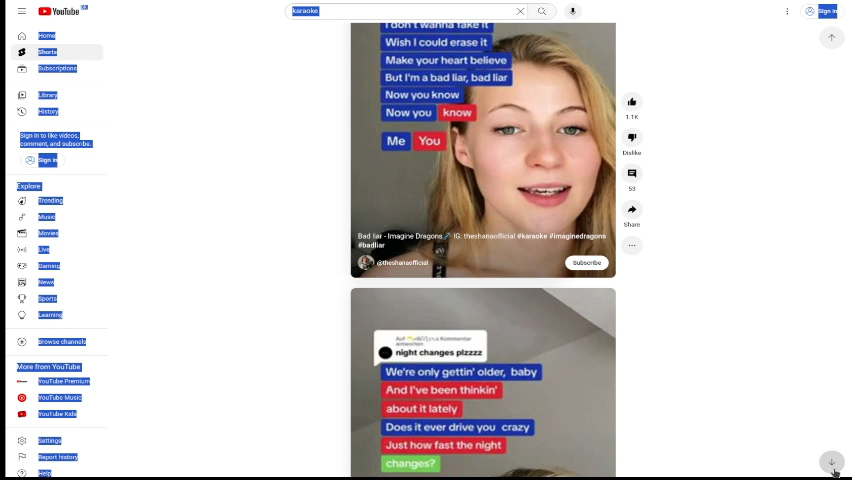 YouTube
karaoke
Sign in
Home
Shorts
Subscriptions
Library
History
Sign in to like videos,
comment, and subscribe.
Sign in
Explore
Trending
Music
Movies
Live
Gaming
News
Sports
Learning
Browse channels
More from YouTube
YouTube Premium
YouTube Music
YouTube Kids
Settings
Report history
Help
I don't wanna fake it
Wish I could erase it
Make your heart believe
But I'm a bad liar, bad liar
Now you know
Now you know
Me You
Bad liar - Imagine Dragons🎤 IG: theshanaofficial #karaoke #imaginedragons
#badliar
@theshanaofficial
Subscribe
1.1K
Dislike
53
Share
Kommentar
antworten
night changes plzzzz
We're only gettin' older, baby
And I've been thinkin'
about it lately
Does it ever drive you crazy
Just how fast the night
changes?